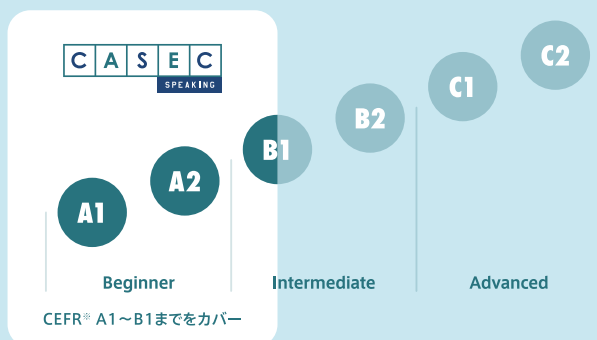 CASEC
SPEAKING
C2
C1
B2
B1
A2
A1
Beginner Intermediate Advanced
CEFR※ A1～B1までをカバー